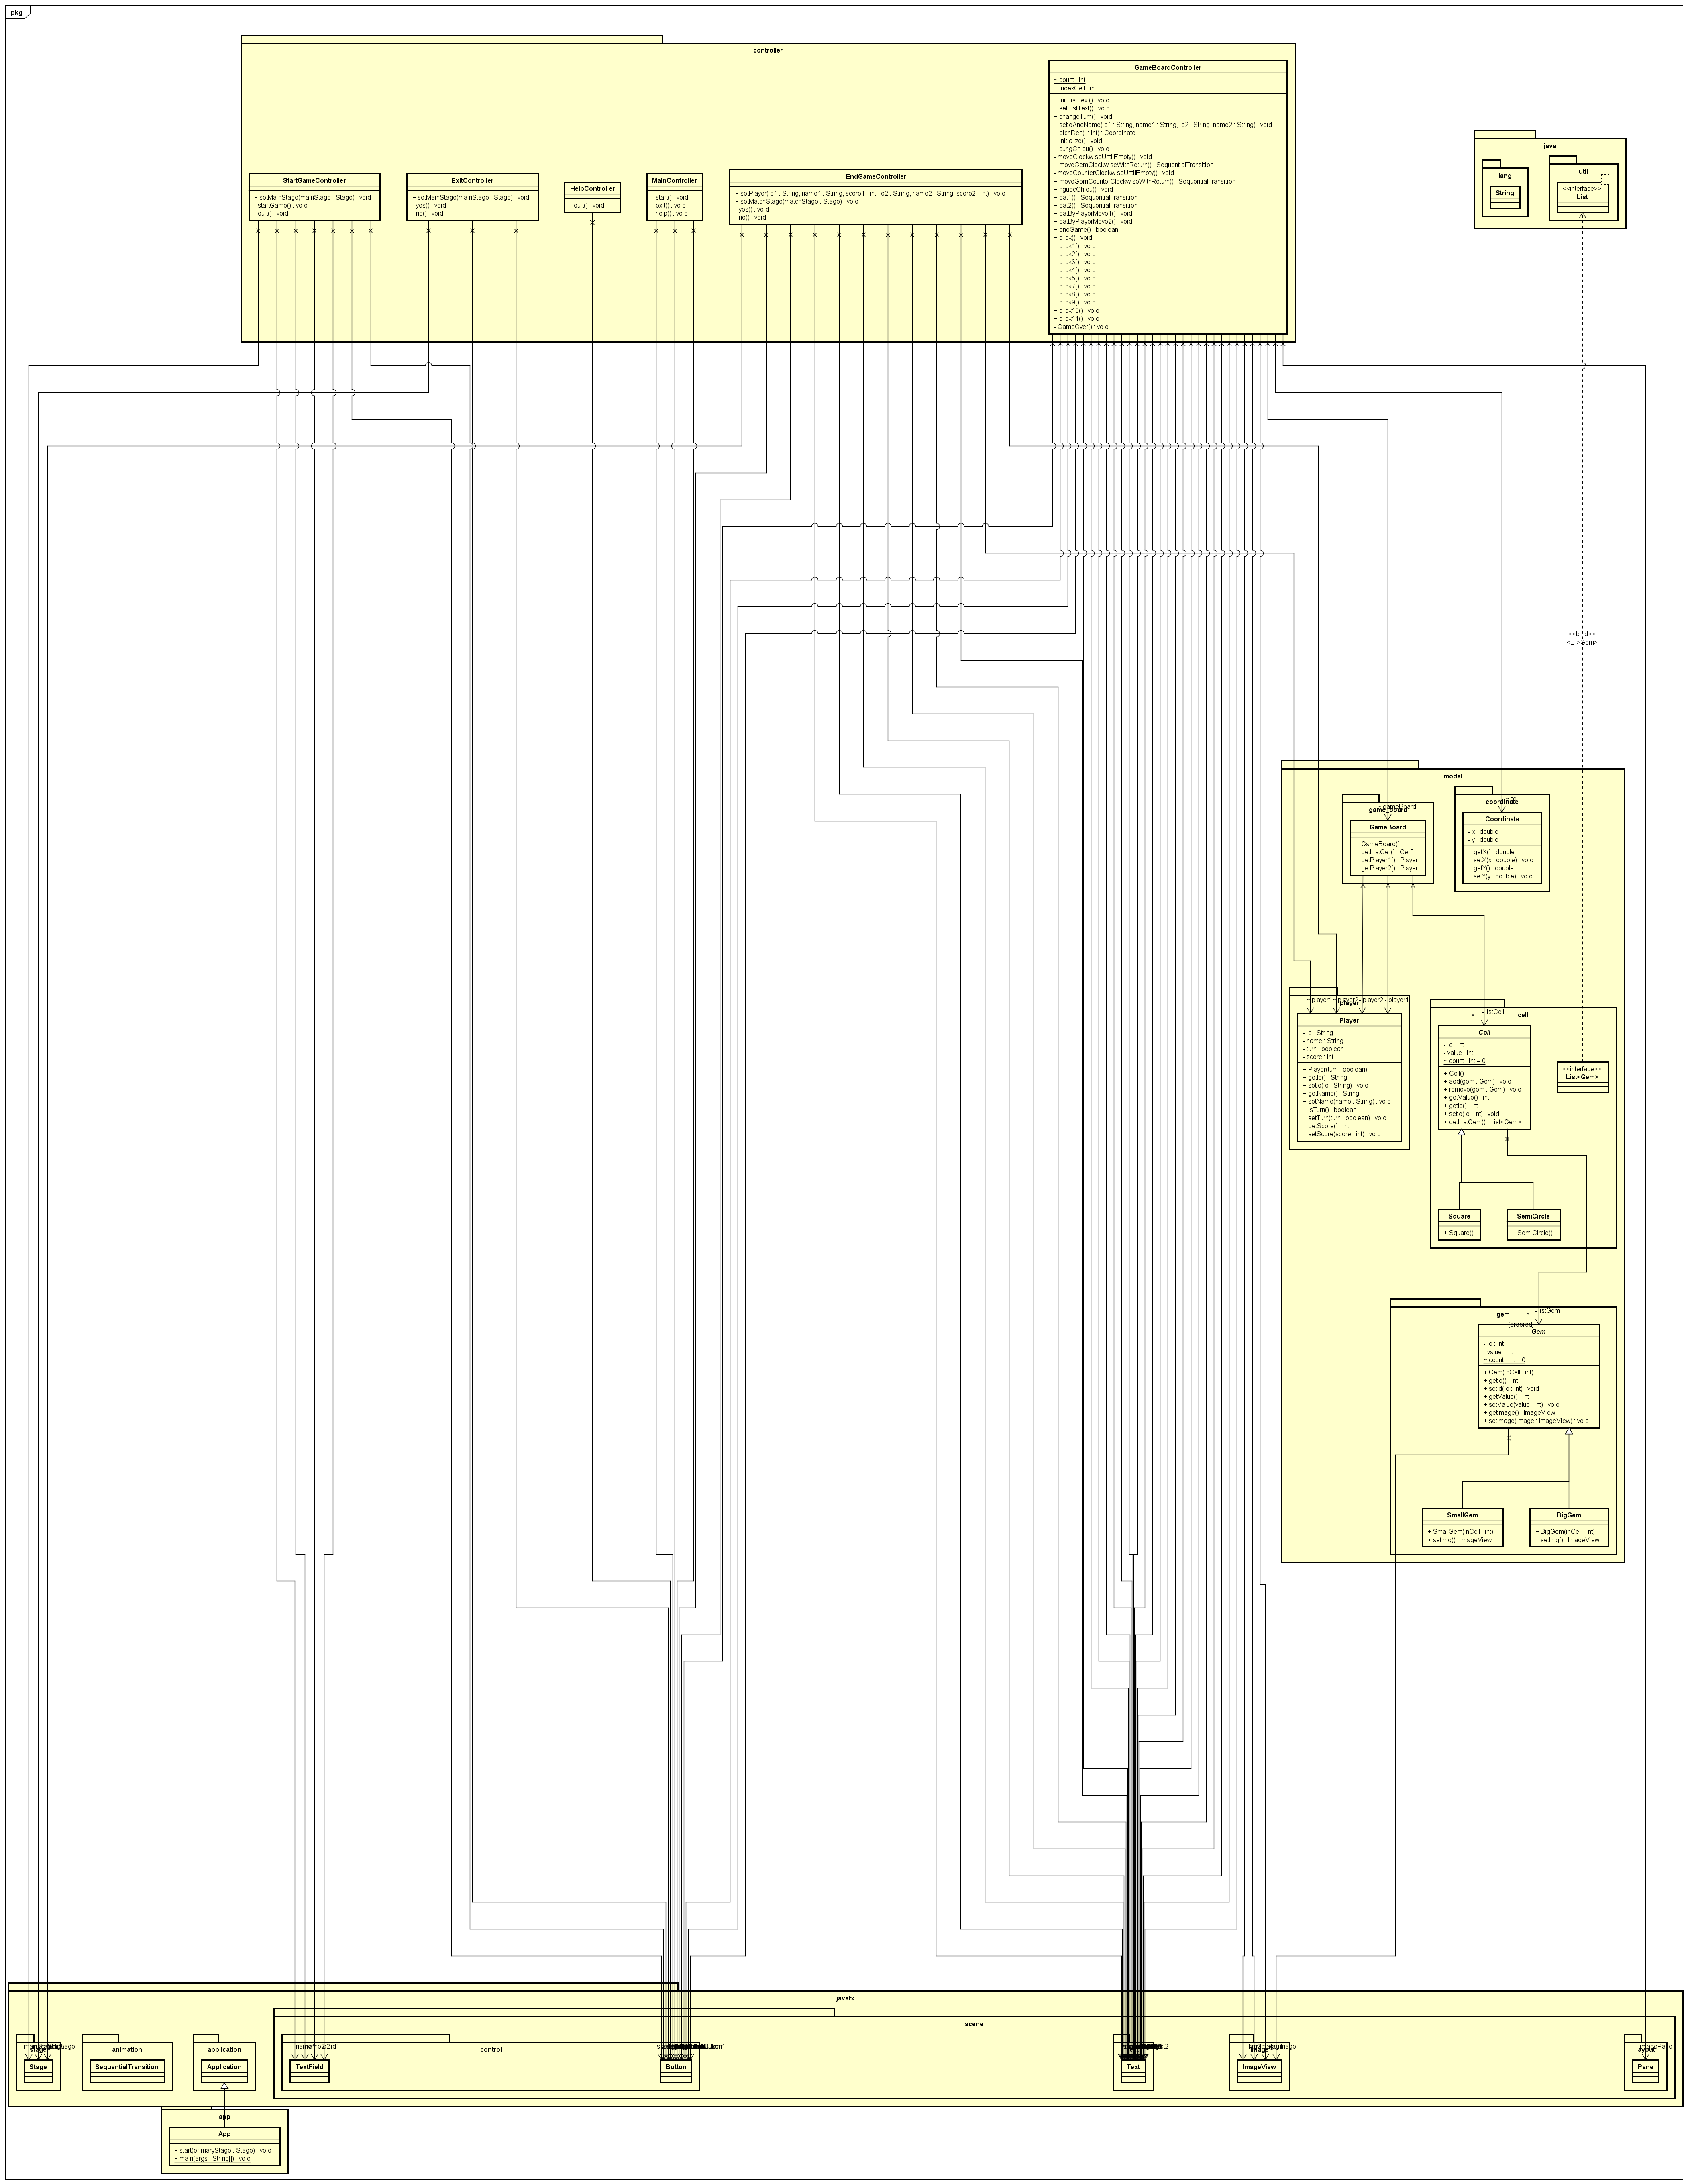 pkg
controller
GameBoardController
~ count : int
~ indexCell : int
+ initListText() : void
+ setListText() : void
+ changeTurn() : void
+ setIdAndName(id1 : String, name1 : String, id2 : String, name2 : String) : void
+ dichDen(i : int) : Coordinate
+ initialize() : void
+ cungChieu() : void
- moveClockwiseUntilEmpty() : void
+ moveGemClockwiseWithReturn() : SequentialTransition
- moveCounterClockwiseUntilEmpty() : void
+ moveGemCounterClockwiseWithReturn() : SequentialTransition
+ nguocChieu() : void
+ eat1() : SequentialTransition
+ eat2() : SequentialTransition
+ eatByPlayerMove1() : void
+ eatByPlayerMove2() : void
+ endGame() : boolean
+ click() : void
+ click1() : void
+ click2() : void
+ click3() : void
+ click4() : void
+ click5() : void
+ click7() : void
+ click8() : void
+ click9() : void
+ click10() : void
+ click11() : void
- GameOver() : void
StartGameController
+ setMainStage(mainStage : Stage) : void
- startGame() : void
- quit() : void
ExitController
+ setMainStage(mainStage : Stage) : void
- yes() : void
- no() : void
HelpController
- quit() : void
MainController
- start() : void
- exit() : void
- help() : void
EndGameController
+ setPlayer(id1 : String, name1 : String, score1 : int, id2 : String, name2 : String, score2 : int) : void
+ setMatchStage(matchStage : Stage) : void
- yes() : void
- no() : void
java
lang
String
util
E
<<interface>>
List
<<bind>>
<E->Gem>
model
game_board
~ gameBoard
GameBoard
+ GameBoard()
+ getListCell() : Cell[]
+ getPlayer1() : Player
+ getPlayer2() : Player
coordinate
Coordinate
- x : double
- y : double
+ getX() : double
+ setX(x : double) : void
+ getY() : double
+ setY(y : double) : void
player
~ player1
~ player2
- player2
- player1
Player
- id : String
- name : String
- turn : boolean
- score : int
+ Player(turn : boolean)
+ getId() : String
+ setId(id : String) : void
+ getName() : String
+ setName(name : String) : void
+ isTurn() : boolean
+ setTurn(turn : boolean) : void
+ getScore() : int
+ setScore(score : int) : void
cell
- listCell
*
Cell
- id : int
- value : int
~ count : int = 0
+ Cell()
+ add(gem : Gem) : void
+ remove(gem : Gem) : void
+ getValue() : int
+ getId() : int
+ setId(id : int) : void
+ getListGem() : List<Gem>
<<interface>>
List<Gem>
Square
+ Square()
SemiCircle
+ SemiCircle()
gem
*
- listGem
{ordered}
Gem
- id : int
- value : int
~ count : int = 0
+ Gem(inCell : int)
+ getId() : int
+ setId(id : int) : void
+ getValue() : int
+ setValue(value : int) : void
+ getImage() : ImageView
+ setImage(image : ImageView) : void
SmallGem
+ SmallGem(inCell : int)
+ setImg() : ImageView
BigGem
+ BigGem(inCell : int)
+ setImg() : ImageView
javafx
scene
stage
Stage
animation
SequentialTransition
application
Application
control
TextField
Button
Text
ImageView
layout
Pane
app
App
+ start(primaryStage : Stage) : void
+ main(args : String[]) : void